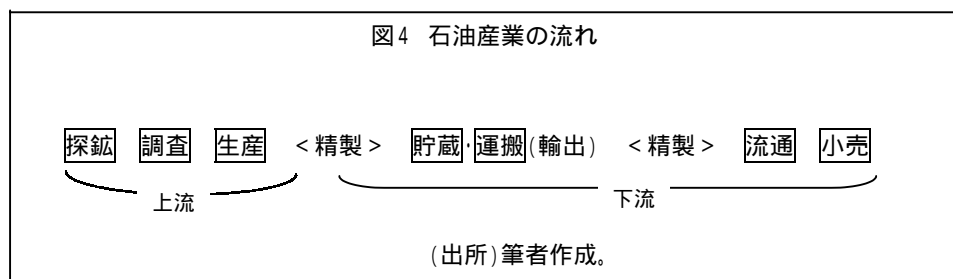 図4 石油産業の流れ
探鉱 調査 生産 <精製> 貯蔵・運搬(輸出) <精製> 流通 小売
上流 下流
(出所)筆者作成。